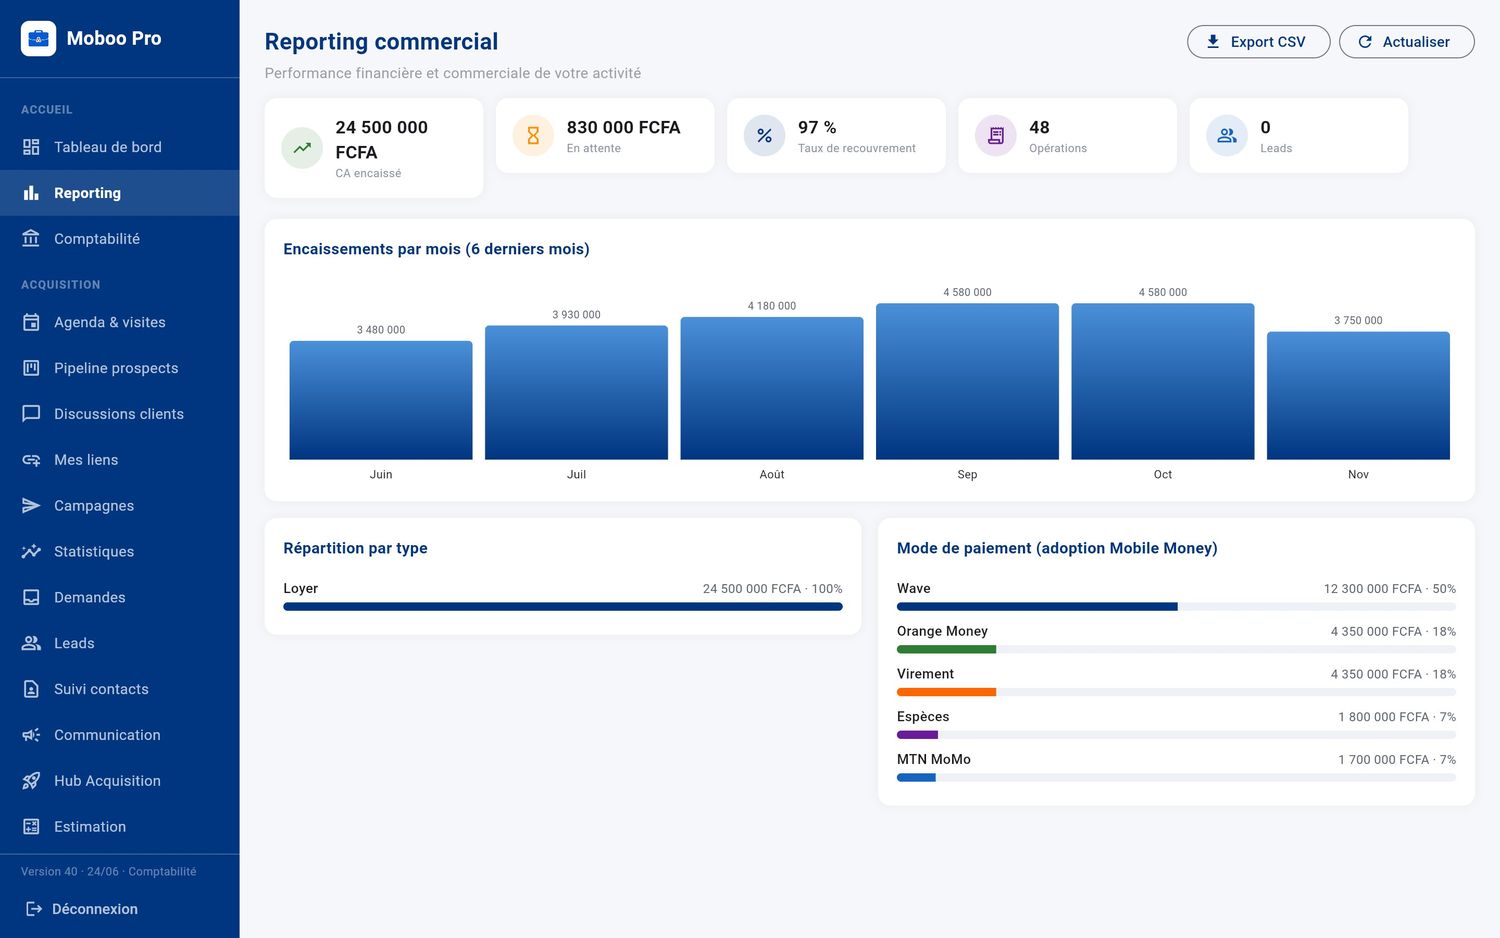 Moboo Pro
ACCUEIL
Tableau de bord
Reporting
Comptabilité
ACQUISITION
Agenda & visites
Pipeline prospects
Discussions clients
Mes liens
Campagnes
Statistiques
Demandes
Leads
Suivi contacts
Communication
Hub Acquisition
Estimation
Version 40 · 24/06 · Comptabilité
Déconnexion
Reporting commercial
Performance financière et commerciale de votre activité
Export CSV
Actualiser
24 500 000
FCFA
CA encaissé
830 000 FCFA
En attente
97 %
Taux de recouvrement
48
Opérations
0
Leads
Encaissements par mois (6 derniers mois)
3 480 000
3 930 000
4 180 000
4 580 000
4 580 000
3 750 000
Juin
Juil
Août
Sep
Oct
Nov
Répartition par type
Loyer
24 500 000 FCFA · 100%
Mode de paiement (adoption Mobile Money)
Wave
12 300 000 FCFA · 50%
Orange Money
4 350 000 FCFA · 18%
Virement
4 350 000 FCFA · 18%
Espèces
1 800 000 FCFA · 7%
MTN MoMo
1 700 000 FCFA · 7%